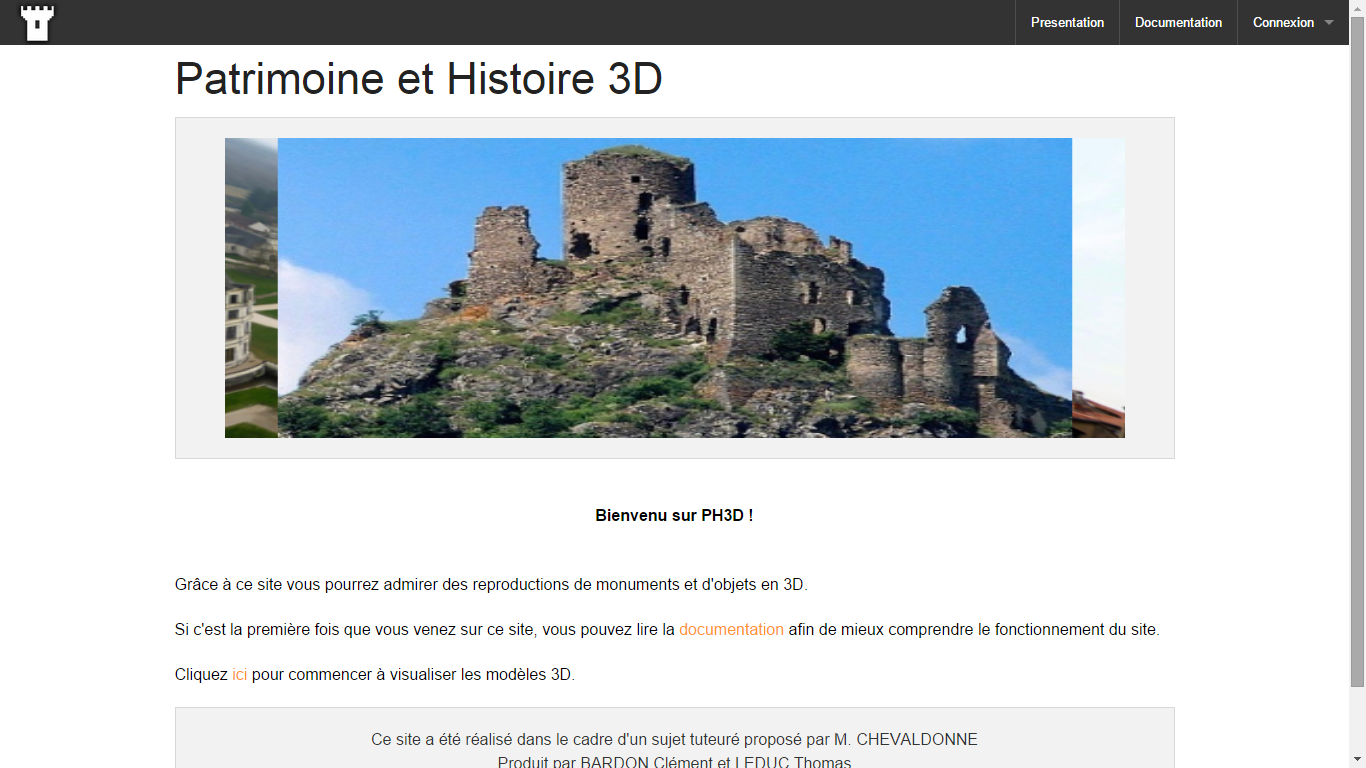 Presentation
Documentation
Connexion
Patrimoine et Histoire 3D
Bienvenu sur PH3D !
Grâce à ce site vous pourrez admirer des reproductions de monuments et d'objets en 3D.
Si c'est la première fois que vous venez sur ce site, vous pouvez lire la documentation afin de mieux comprendre le fonctionnement du site.
Cliquez ici pour commencer à visualiser les modèles 3D.
Ce site a été réalisé dans le cadre d'un sujet tuteuré proposé par M. CHEVALDONNE
Produit par BARDON Clément et LEDUC Thomas